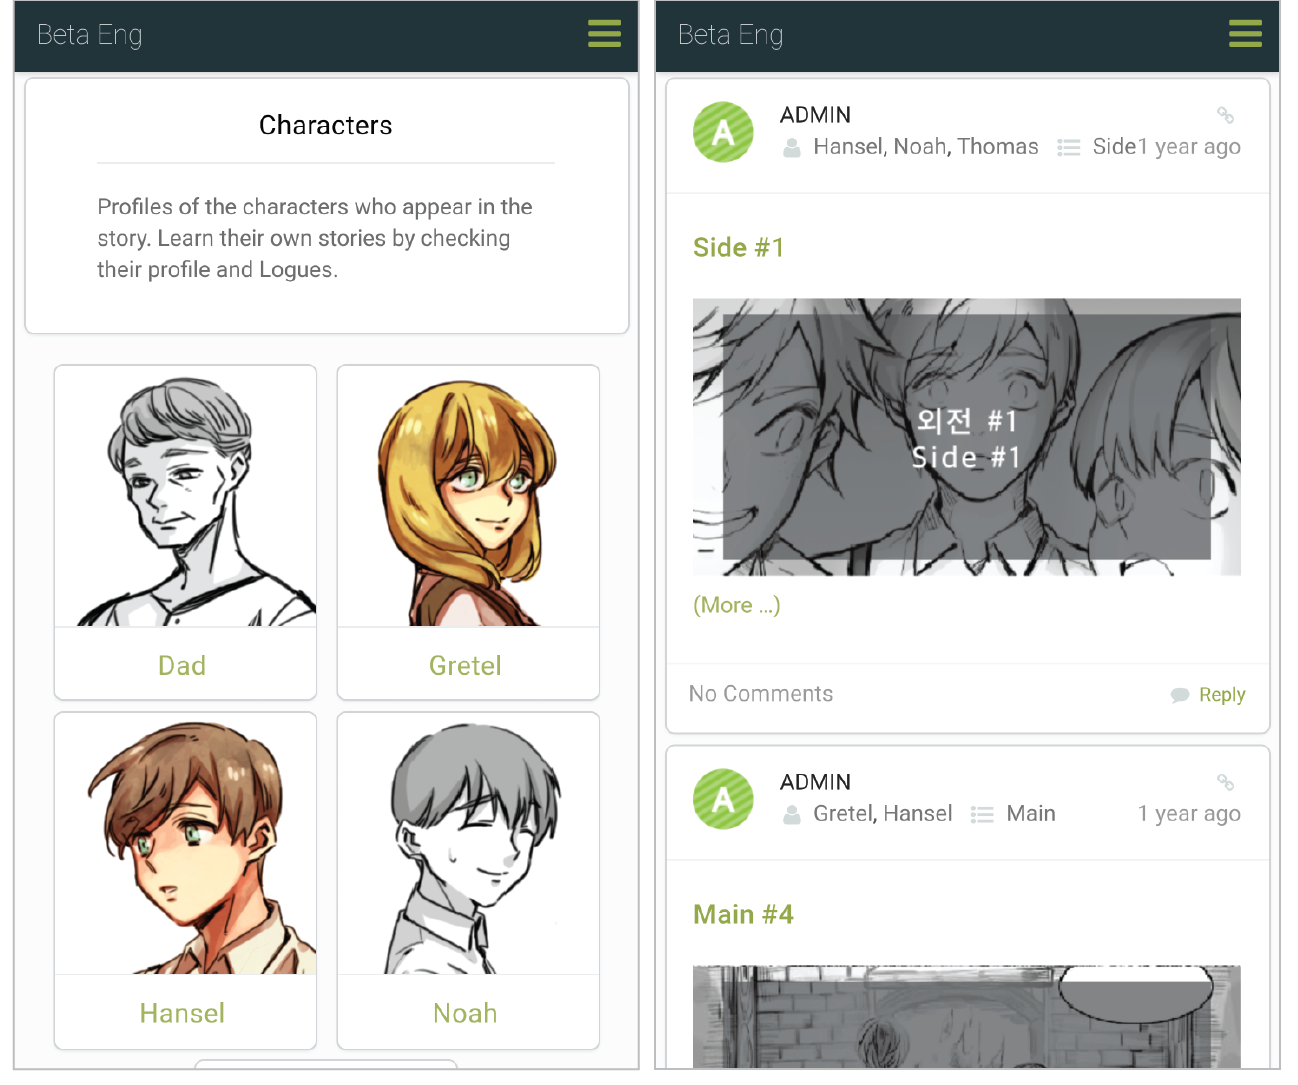 Beta Eng
Characters
Profiles of the characters who appear in the
story. Learn their own stories by checking
their profile and Logues.
Dad
Gretel
Hansel
Noah
Beta Eng
A
ADMIN
Hansel, Noah, Thomas
Side
1 year ago
Side #1
외전 #1
Side #1
(More ...)
No Comments
Reply
A
ADMIN
Gretel, Hansel
Main
1 year ago
Main #4